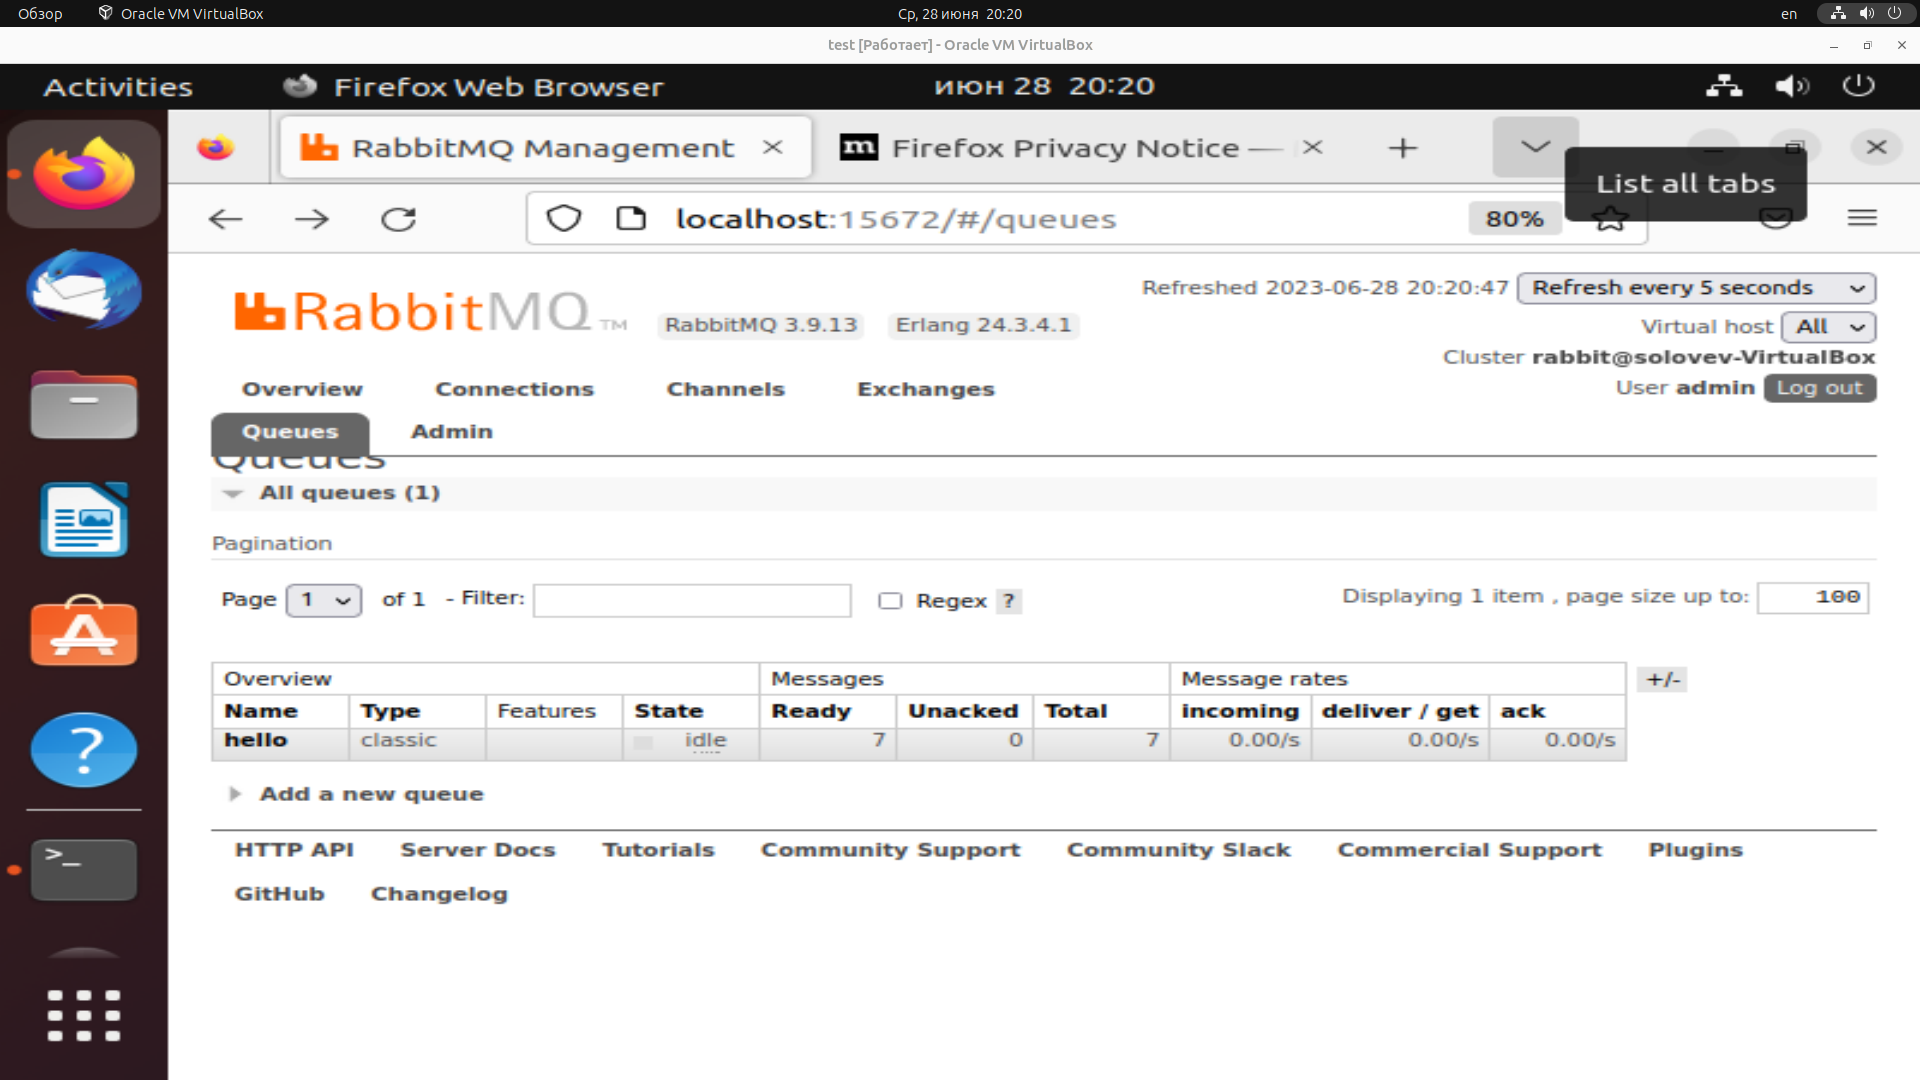 Обзор Oracle VM VirtualBox Ср, 28 июня 20:20 en
test [Работает] - Oracle VM VirtualBox
Activities Firefox Web Browser июн 28 20:20
RabbitMQ Management Firefox Privacy Notice —
List all tabs
localhost:15672/#/queues 80%
Refreshed 2023-06-28 20:20:47 Refresh every 5 seconds
RabbitMQ TM RabbitMQ 3.9.13 Erlang 24.3.4.1
Virtual host All
Cluster rabbit@solovev-VirtualBox
User admin Log out
Overview Connections Channels Exchanges
Queues Admin
Queues
All queues (1)
Pagination
Page 1 of 1 - Filter: Regex ? Displaying 1 item , page size up to: 100
Overview Messages Message rates +/-
Name Type Features State Ready Unacked Total incoming deliver / get ack
hello classic idle 7 0 7 0.00/s 0.00/s 0.00/s
Add a new queue
HTTP API Server Docs Tutorials Community Support Community Slack Commercial Support Plugins
GitHub Changelog